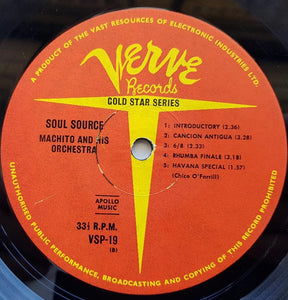 A PRODUCT OF THE VAST RESOURCES OF ELECTRONIC INDUSTRIES LTD.
Verve
Records
GOLD STAR SERIES
SOUL SOURCE
MACHITO AND HIS
ORCHESTRA
1: INTRODUCTORY (2.36)
2: CANCION ANTIGUA (3.28)
3: 6/8 (2.33)
4: RHUMBA FINALE (3.18)
5: HAVANA SPECIAL (1.57)
(Chico O'Farrill)
APOLLO
MUSIC
33⅓ R.P.M.
VSP-19
(B)
UNAUTHORISED PUBLIC PERFORMANCE, BROADCASTING AND COPYING OF THIS RECORD PROHIBITED.